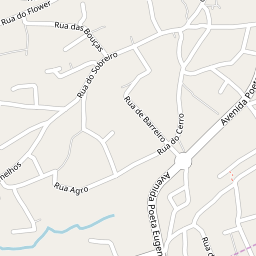 Rua do Flower
Rua das Bouças
Rua do Sobreiro
Rua de Barreiro
Rua do Cerro
Avenida Poeta
melhos
Rua Agro
Avenida Poeta Eugén
Rua d